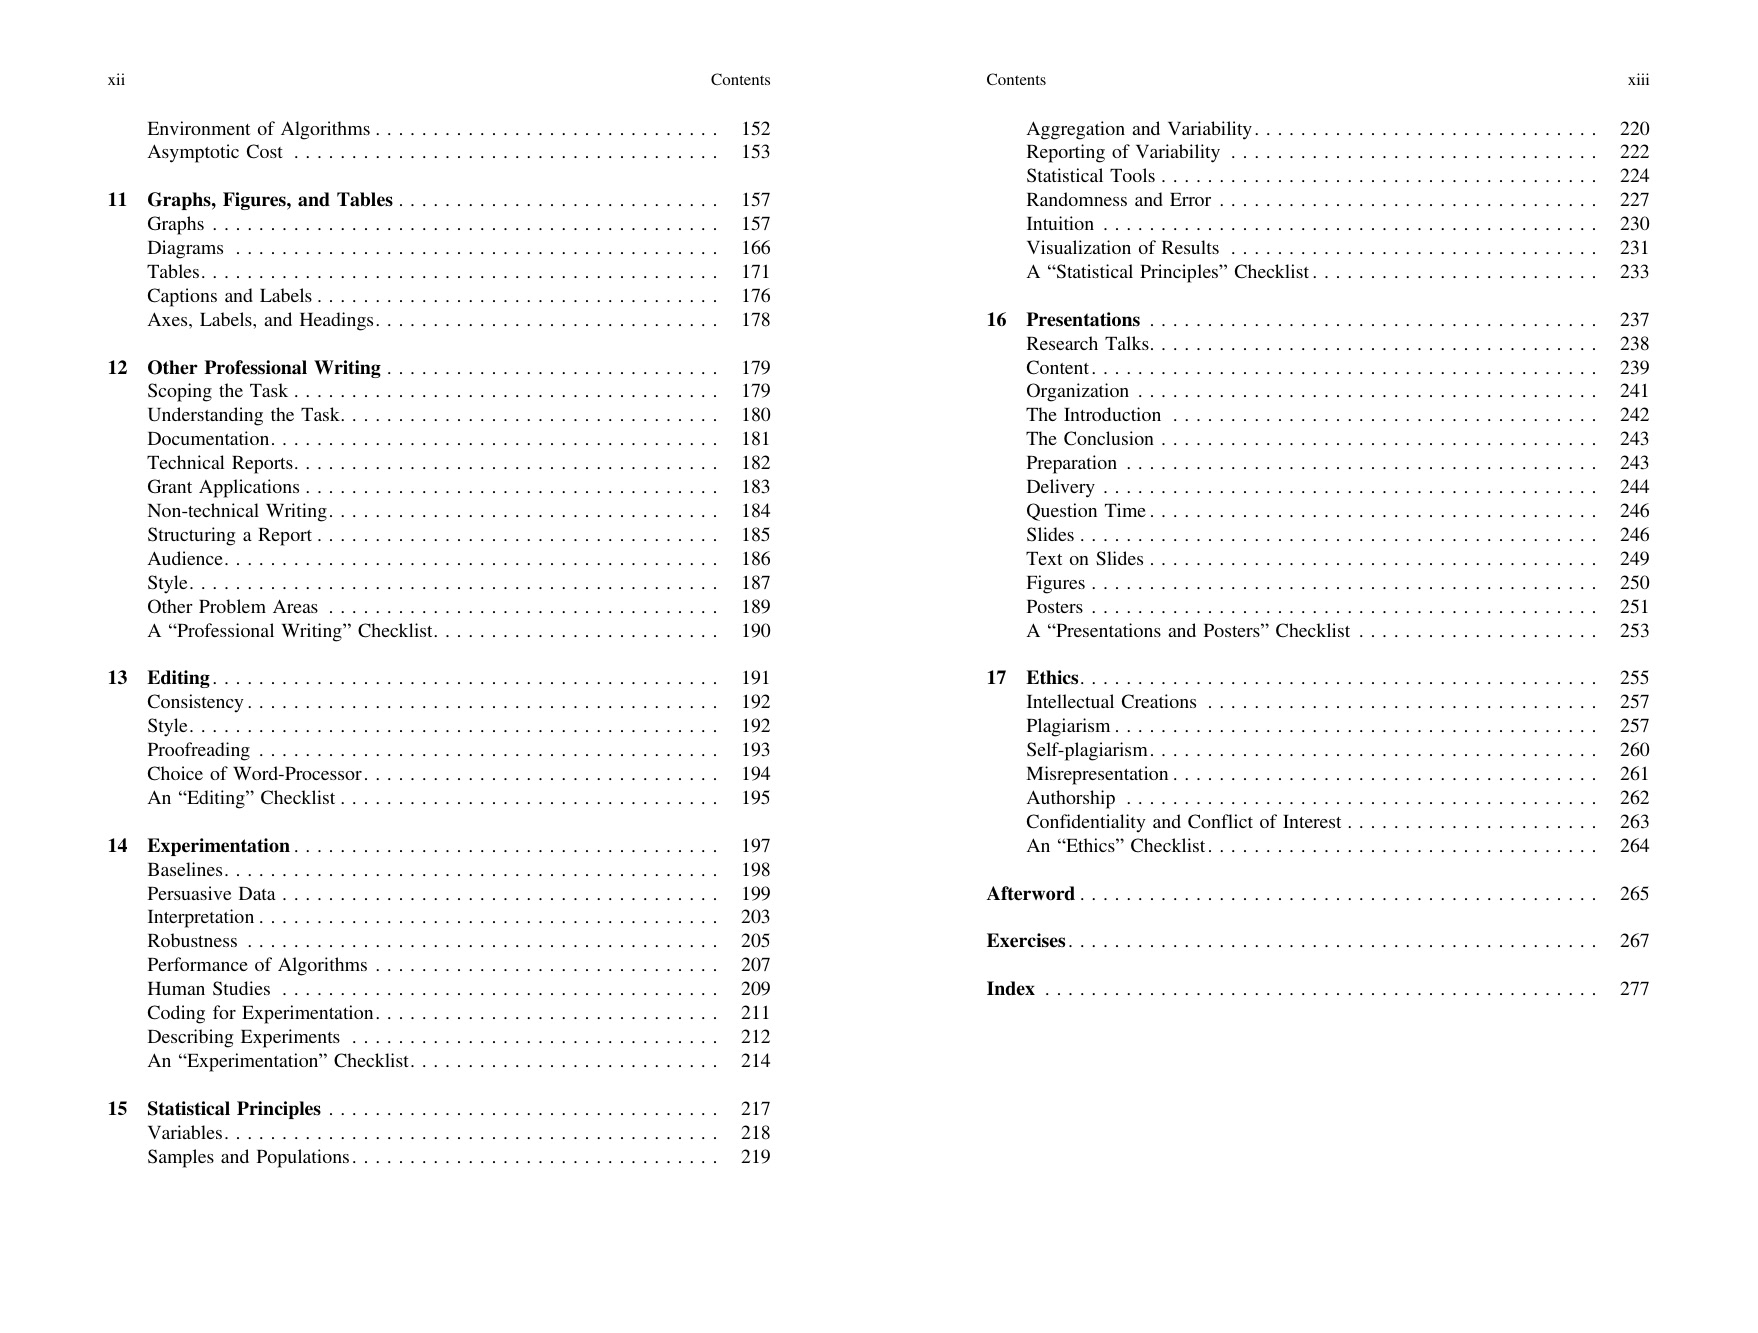 xii Contents
Environment of Algorithms . . . . . . . . . . . . . . . . . . . . . . . . . . . . . . 152
Asymptotic Cost . . . . . . . . . . . . . . . . . . . . . . . . . . . . . . . . . . . . . 153
11 Graphs, Figures, and Tables . . . . . . . . . . . . . . . . . . . . . . . . . . . . 157
Graphs . . . . . . . . . . . . . . . . . . . . . . . . . . . . . . . . . . . . . . . . . . . . 157
Diagrams . . . . . . . . . . . . . . . . . . . . . . . . . . . . . . . . . . . . . . . . . . 166
Tables. . . . . . . . . . . . . . . . . . . . . . . . . . . . . . . . . . . . . . . . . . . . . 171
Captions and Labels . . . . . . . . . . . . . . . . . . . . . . . . . . . . . . . . . . . 176
Axes, Labels, and Headings. . . . . . . . . . . . . . . . . . . . . . . . . . . . . . 178
12 Other Professional Writing . . . . . . . . . . . . . . . . . . . . . . . . . . . . . 179
Scoping the Task . . . . . . . . . . . . . . . . . . . . . . . . . . . . . . . . . . . . . 179
Understanding the Task. . . . . . . . . . . . . . . . . . . . . . . . . . . . . . . . . 180
Documentation. . . . . . . . . . . . . . . . . . . . . . . . . . . . . . . . . . . . . . . 181
Technical Reports. . . . . . . . . . . . . . . . . . . . . . . . . . . . . . . . . . . . . 182
Grant Applications . . . . . . . . . . . . . . . . . . . . . . . . . . . . . . . . . . . . 183
Non-technical Writing. . . . . . . . . . . . . . . . . . . . . . . . . . . . . . . . . . 184
Structuring a Report . . . . . . . . . . . . . . . . . . . . . . . . . . . . . . . . . . . 185
Audience. . . . . . . . . . . . . . . . . . . . . . . . . . . . . . . . . . . . . . . . . . . 186
Style. . . . . . . . . . . . . . . . . . . . . . . . . . . . . . . . . . . . . . . . . . . . . . 187
Other Problem Areas . . . . . . . . . . . . . . . . . . . . . . . . . . . . . . . . . . 189
A “Professional Writing” Checklist. . . . . . . . . . . . . . . . . . . . . . . . . 190
13 Editing. . . . . . . . . . . . . . . . . . . . . . . . . . . . . . . . . . . . . . . . . . . . 191
Consistency . . . . . . . . . . . . . . . . . . . . . . . . . . . . . . . . . . . . . . . . . 192
Style. . . . . . . . . . . . . . . . . . . . . . . . . . . . . . . . . . . . . . . . . . . . . . 192
Proofreading . . . . . . . . . . . . . . . . . . . . . . . . . . . . . . . . . . . . . . . . 193
Choice of Word-Processor. . . . . . . . . . . . . . . . . . . . . . . . . . . . . . . 194
An “Editing” Checklist . . . . . . . . . . . . . . . . . . . . . . . . . . . . . . . . . 195
14 Experimentation . . . . . . . . . . . . . . . . . . . . . . . . . . . . . . . . . . . . . 197
Baselines. . . . . . . . . . . . . . . . . . . . . . . . . . . . . . . . . . . . . . . . . . . 198
Persuasive Data . . . . . . . . . . . . . . . . . . . . . . . . . . . . . . . . . . . . . . 199
Interpretation . . . . . . . . . . . . . . . . . . . . . . . . . . . . . . . . . . . . . . . . 203
Robustness . . . . . . . . . . . . . . . . . . . . . . . . . . . . . . . . . . . . . . . . . 205
Performance of Algorithms . . . . . . . . . . . . . . . . . . . . . . . . . . . . . . 207
Human Studies . . . . . . . . . . . . . . . . . . . . . . . . . . . . . . . . . . . . . . 209
Coding for Experimentation. . . . . . . . . . . . . . . . . . . . . . . . . . . . . . 211
Describing Experiments . . . . . . . . . . . . . . . . . . . . . . . . . . . . . . . . 212
An “Experimentation” Checklist. . . . . . . . . . . . . . . . . . . . . . . . . . . 214
15 Statistical Principles . . . . . . . . . . . . . . . . . . . . . . . . . . . . . . . . . . 217
Variables. . . . . . . . . . . . . . . . . . . . . . . . . . . . . . . . . . . . . . . . . . . 218
Samples and Populations. . . . . . . . . . . . . . . . . . . . . . . . . . . . . . . . 219
Contents xiii
Aggregation and Variability. . . . . . . . . . . . . . . . . . . . . . . . . . . . . . 220
Reporting of Variability . . . . . . . . . . . . . . . . . . . . . . . . . . . . . . . . 222
Statistical Tools . . . . . . . . . . . . . . . . . . . . . . . . . . . . . . . . . . . . . . 224
Randomness and Error . . . . . . . . . . . . . . . . . . . . . . . . . . . . . . . . . 227
Intuition . . . . . . . . . . . . . . . . . . . . . . . . . . . . . . . . . . . . . . . . . . . 230
Visualization of Results . . . . . . . . . . . . . . . . . . . . . . . . . . . . . . . . 231
A “Statistical Principles” Checklist . . . . . . . . . . . . . . . . . . . . . . . . . 233
16 Presentations . . . . . . . . . . . . . . . . . . . . . . . . . . . . . . . . . . . . . . . 237
Research Talks. . . . . . . . . . . . . . . . . . . . . . . . . . . . . . . . . . . . . . . 238
Content . . . . . . . . . . . . . . . . . . . . . . . . . . . . . . . . . . . . . . . . . . . . 239
Organization . . . . . . . . . . . . . . . . . . . . . . . . . . . . . . . . . . . . . . . . 241
The Introduction . . . . . . . . . . . . . . . . . . . . . . . . . . . . . . . . . . . . . 242
The Conclusion . . . . . . . . . . . . . . . . . . . . . . . . . . . . . . . . . . . . . . 243
Preparation . . . . . . . . . . . . . . . . . . . . . . . . . . . . . . . . . . . . . . . . . 243
Delivery . . . . . . . . . . . . . . . . . . . . . . . . . . . . . . . . . . . . . . . . . . . 244
Question Time . . . . . . . . . . . . . . . . . . . . . . . . . . . . . . . . . . . . . . . 246
Slides . . . . . . . . . . . . . . . . . . . . . . . . . . . . . . . . . . . . . . . . . . . . . 246
Text on Slides . . . . . . . . . . . . . . . . . . . . . . . . . . . . . . . . . . . . . . . 249
Figures . . . . . . . . . . . . . . . . . . . . . . . . . . . . . . . . . . . . . . . . . . . . 250
Posters . . . . . . . . . . . . . . . . . . . . . . . . . . . . . . . . . . . . . . . . . . . . 251
A “Presentations and Posters” Checklist . . . . . . . . . . . . . . . . . . . . . 253
17 Ethics. . . . . . . . . . . . . . . . . . . . . . . . . . . . . . . . . . . . . . . . . . . . . 255
Intellectual Creations . . . . . . . . . . . . . . . . . . . . . . . . . . . . . . . . . . 257
Plagiarism . . . . . . . . . . . . . . . . . . . . . . . . . . . . . . . . . . . . . . . . . . 257
Self-plagiarism. . . . . . . . . . . . . . . . . . . . . . . . . . . . . . . . . . . . . . . 260
Misrepresentation . . . . . . . . . . . . . . . . . . . . . . . . . . . . . . . . . . . . . 261
Authorship . . . . . . . . . . . . . . . . . . . . . . . . . . . . . . . . . . . . . . . . . 262
Confidentiality and Conflict of Interest . . . . . . . . . . . . . . . . . . . . . . 263
An “Ethics” Checklist. . . . . . . . . . . . . . . . . . . . . . . . . . . . . . . . . . 264
Afterword . . . . . . . . . . . . . . . . . . . . . . . . . . . . . . . . . . . . . . . . . . . . . 265
Exercises. . . . . . . . . . . . . . . . . . . . . . . . . . . . . . . . . . . . . . . . . . . . . . 267
Index . . . . . . . . . . . . . . . . . . . . . . . . . . . . . . . . . . . . . . . . . . . . . . . . 277